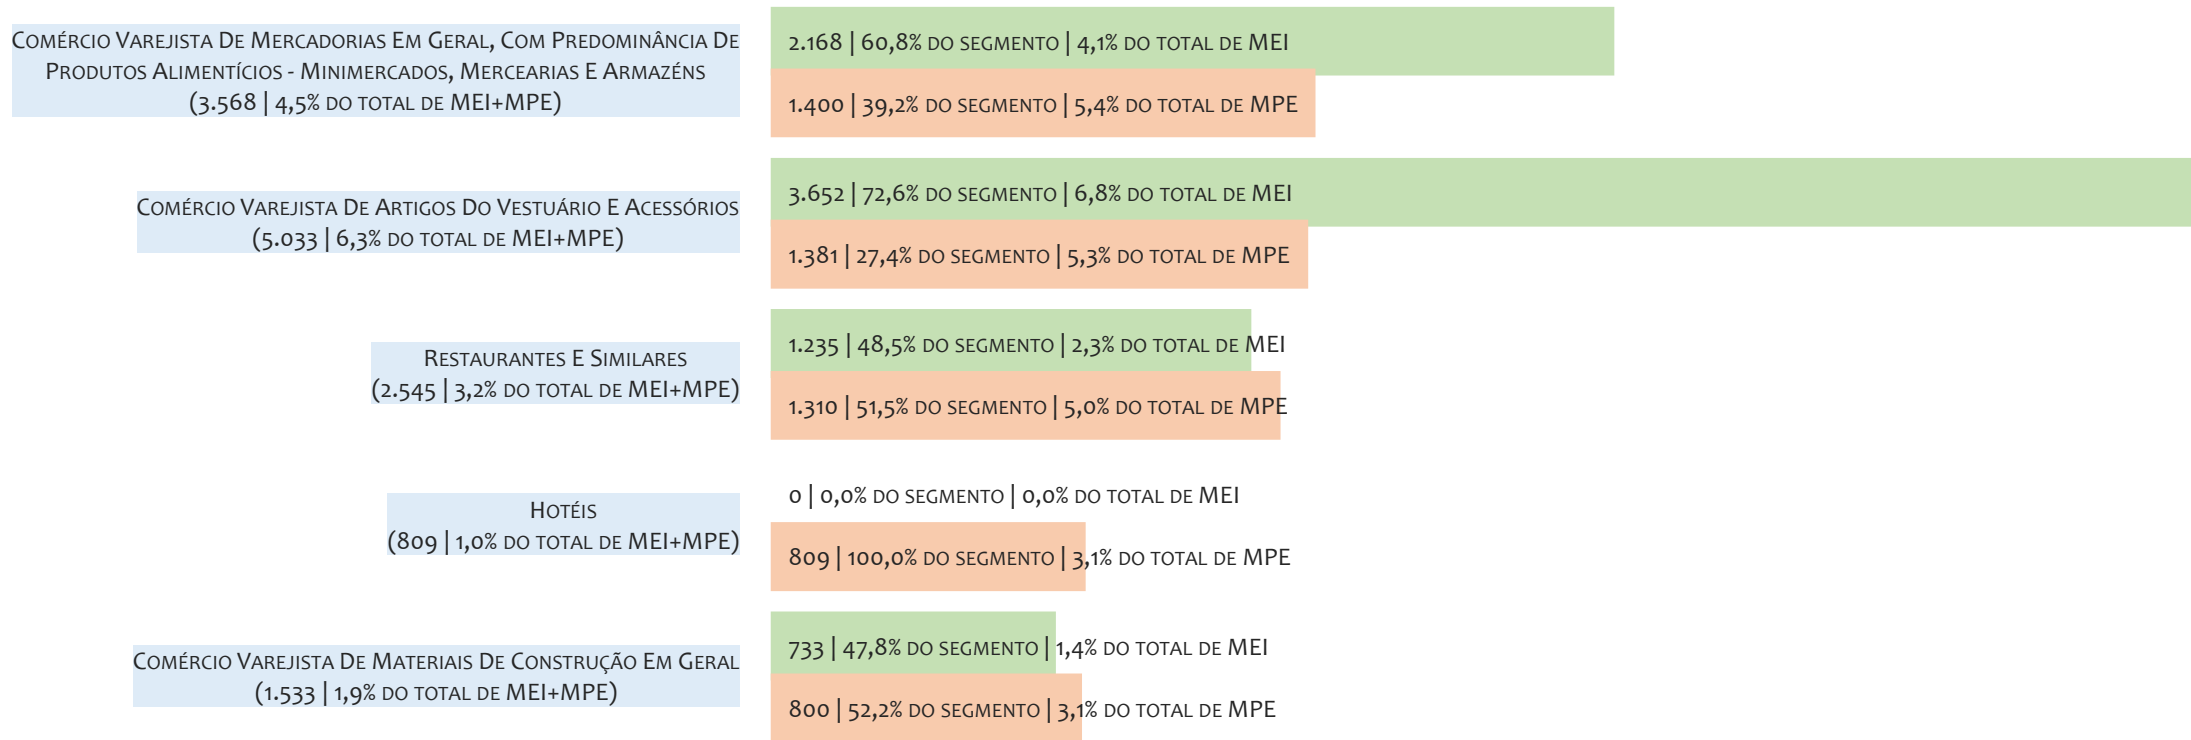 Comércio Varejista De Mercadorias Em Geral, Com Predominância De
Produtos Alimentícios - Minimercados, Mercearias E Armazéns
(3.568 | 4,5% do total de MEI+MPE)
2.168 | 60,8% do segmento | 4,1% do total de MEI
1.400 | 39,2% do segmento | 5,4% do total de MPE
Comércio Varejista De Artigos Do Vestuário E Acessórios
(5.033 | 6,3% do total de MEI+MPE)
3.652 | 72,6% do segmento | 6,8% do total de MEI
1.381 | 27,4% do segmento | 5,3% do total de MPE
Restaurantes E Similares
(2.545 | 3,2% do total de MEI+MPE)
1.235 | 48,5% do segmento | 2,3% do total de MEI
1.310 | 51,5% do segmento | 5,0% do total de MPE
Hotéis
(809 | 1,0% do total de MEI+MPE)
0 | 0,0% do segmento | 0,0% do total de MEI
809 | 100,0% do segmento | 3,1% do total de MPE
Comércio Varejista De Materiais De Construção Em Geral
(1.533 | 1,9% do total de MEI+MPE)
733 | 47,8% do segmento | 1,4% do total de MEI
800 | 52,2% do segmento | 3,1% do total de MPE